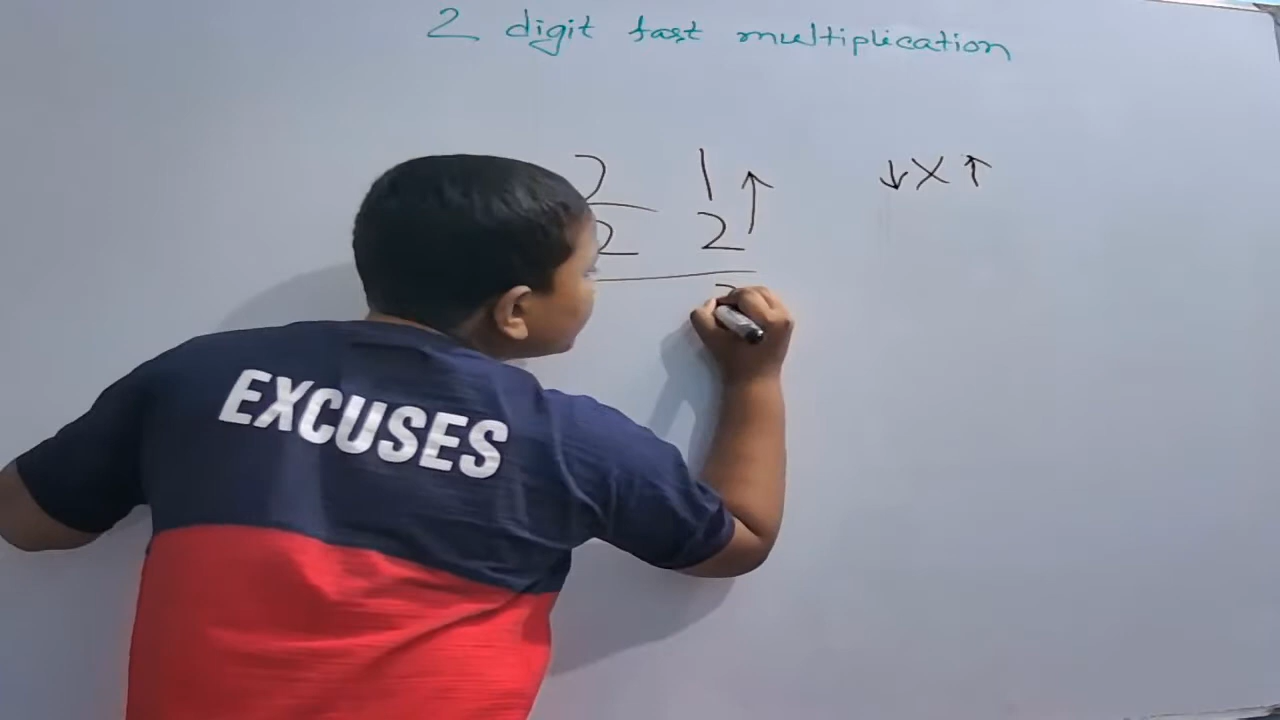 2 digit fast multiplication
2 1 ↑ ↓ X ↑
2 2
EXCUSES